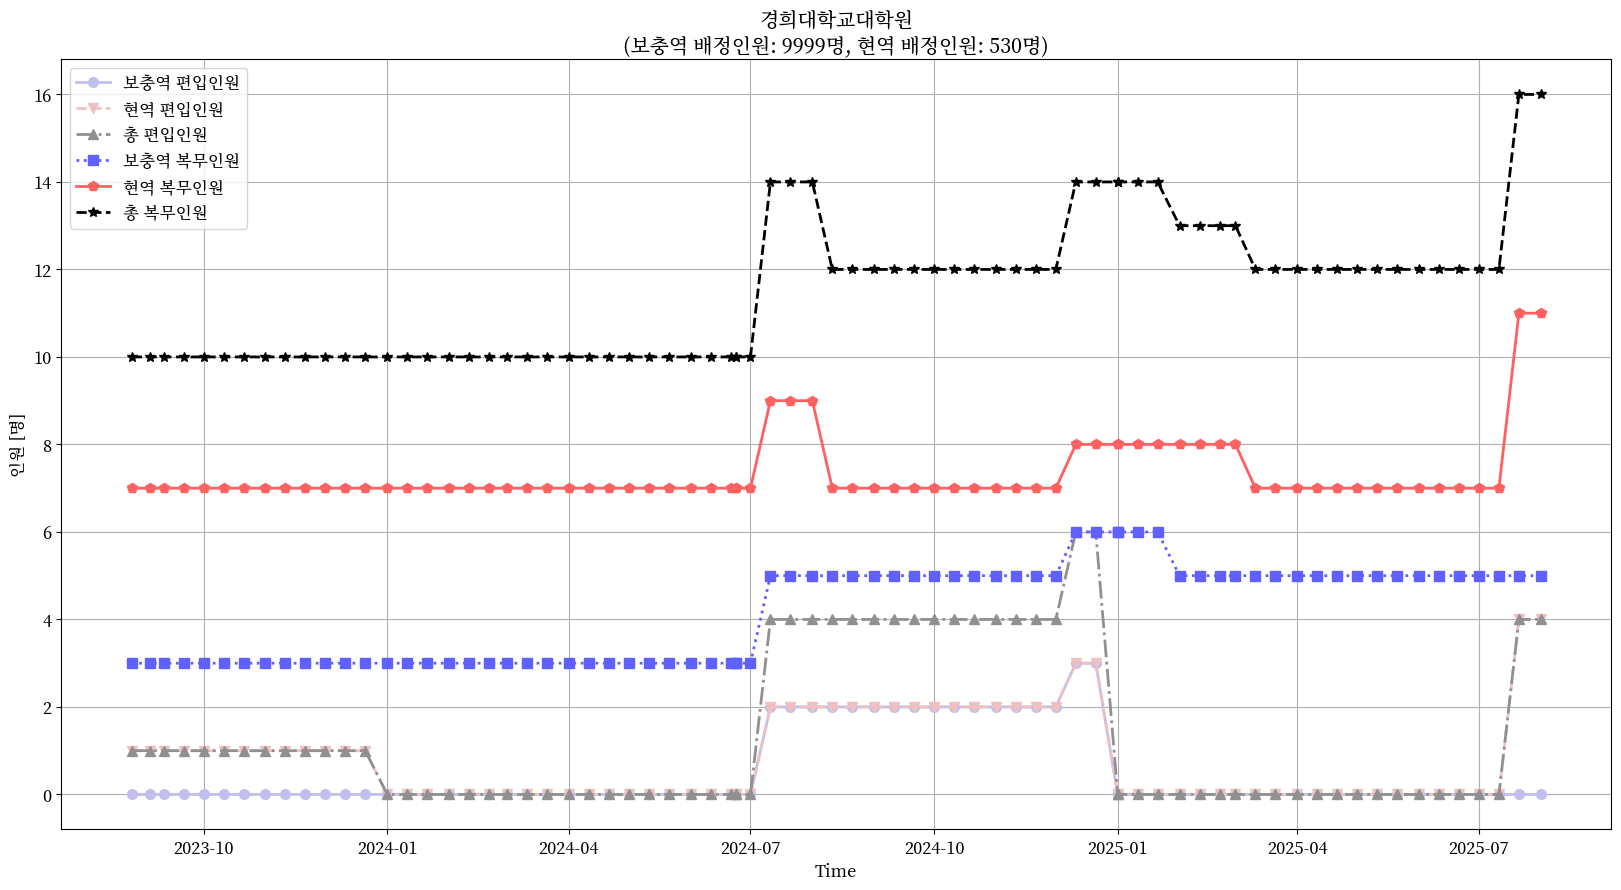 경희대학교대학원
(보충역 배정인원: 9999명, 현역 배정인원: 530명)
보충역 편입인원
현역 편입인원
총 편입인원
보충역 복무인원
현역 복무인원
총 복무인원
인원 [명]
16
14
12
10
8
6
4
2
0
2023-10
2024-01
2024-04
2024-07
2024-10
2025-01
2025-04
2025-07
Time